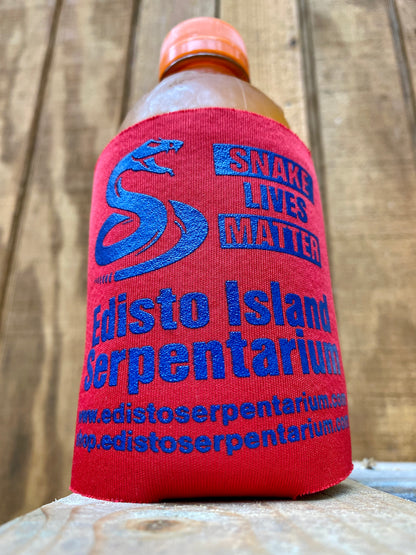 SNAKE
LIVES
MATTER
Edisto Island
Serpentarium
www.edistoserpentarium.com
shop.edistoserpentarium.com